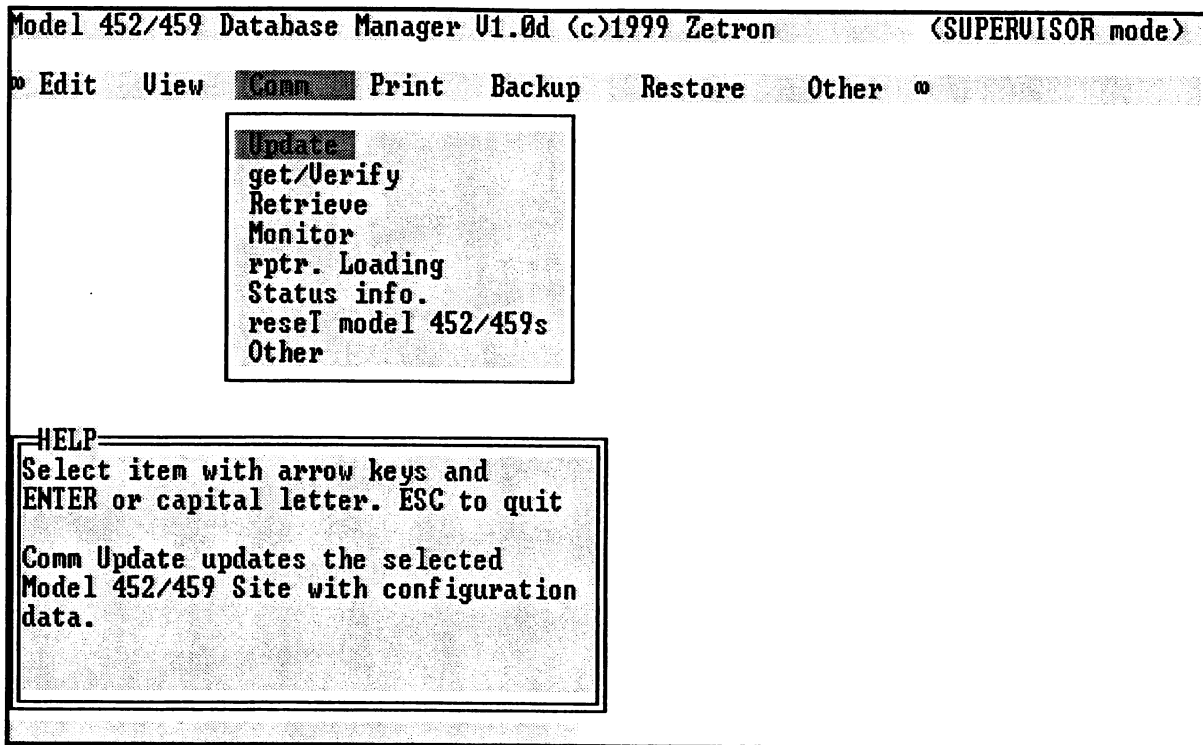 Model 452/459 Database Manager V1.0d (c)1999 Zetron (SUPERVISOR mode)
∞ Edit View Comm Print Backup Restore Other ∞
Update
get/Verify
Retrieve
Monitor
rptr. Loading
Status info.
reseT model 452/459s
Other
HELP
Select item with arrow keys and
ENTER or capital letter. ESC to quit
Comm Update updates the selected
Model 452/459 Site with configuration
data.